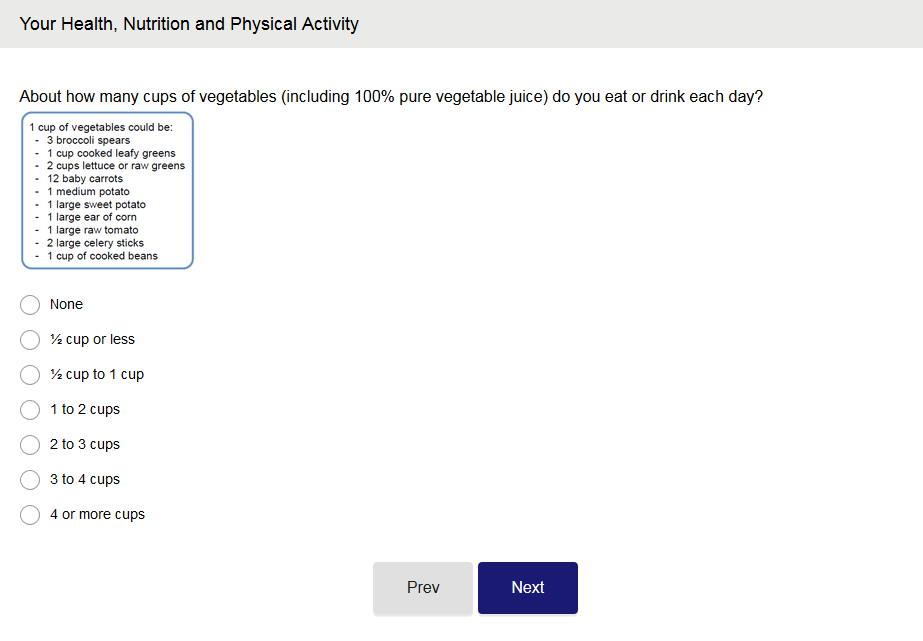 Your Health, Nutrition and Physical Activity
About how many cups of vegetables (including 100% pure vegetable juice) do you eat or drink each day?
1 cup of vegetables could be:
- 3 broccoli spears
- 1 cup cooked leafy greens
- 2 cups lettuce or raw greens
- 12 baby carrots
- 1 medium potato
- 1 large sweet potato
- 1 large ear of corn
- 1 large raw tomato
- 2 large celery sticks
- 1 cup of cooked beans
None
½ cup or less
½ cup to 1 cup
1 to 2 cups
2 to 3 cups
3 to 4 cups
4 or more cups
Prev Next